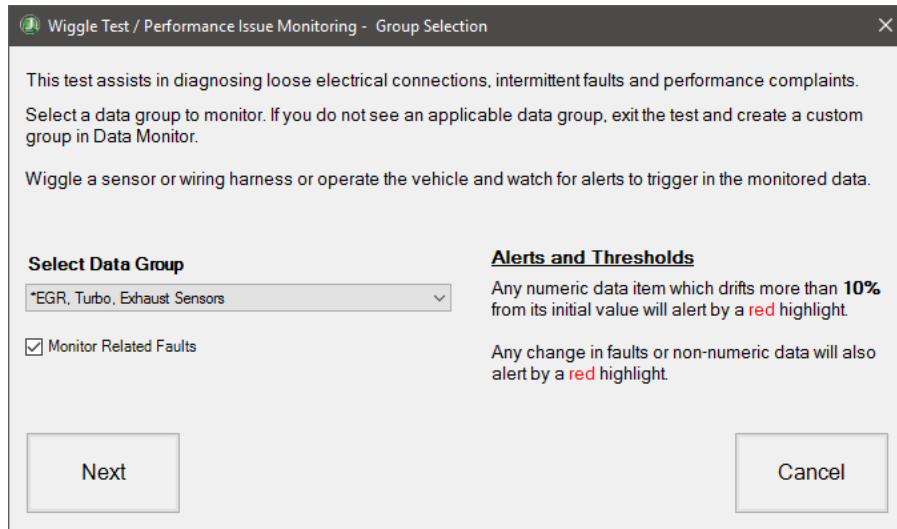 Wiggle Test / Performance Issue Monitoring - Group Selection
This test assists in diagnosing loose electrical connections, intermittent faults and performance complaints.
Select a data group to monitor. If you do not see an applicable data group, exit the test and create a custom
group in Data Monitor.
Wiggle a sensor or wiring harness or operate the vehicle and watch for alerts to trigger in the monitored data.
Select Data Group
*EGR, Turbo, Exhaust Sensors
Monitor Related Faults
Alerts and Thresholds
Any numeric data item which drifts more than 10%
from its initial value will alert by a red highlight.
Any change in faults or non-numeric data will also
alert by a red highlight.
Next
Cancel